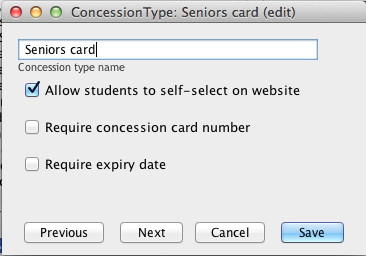 ConcessionType: Seniors card (edit)
Seniors card
Concession type name
Allow students to self-select on website
Require concession card number
Require expiry date
Previous Next Cancel Save